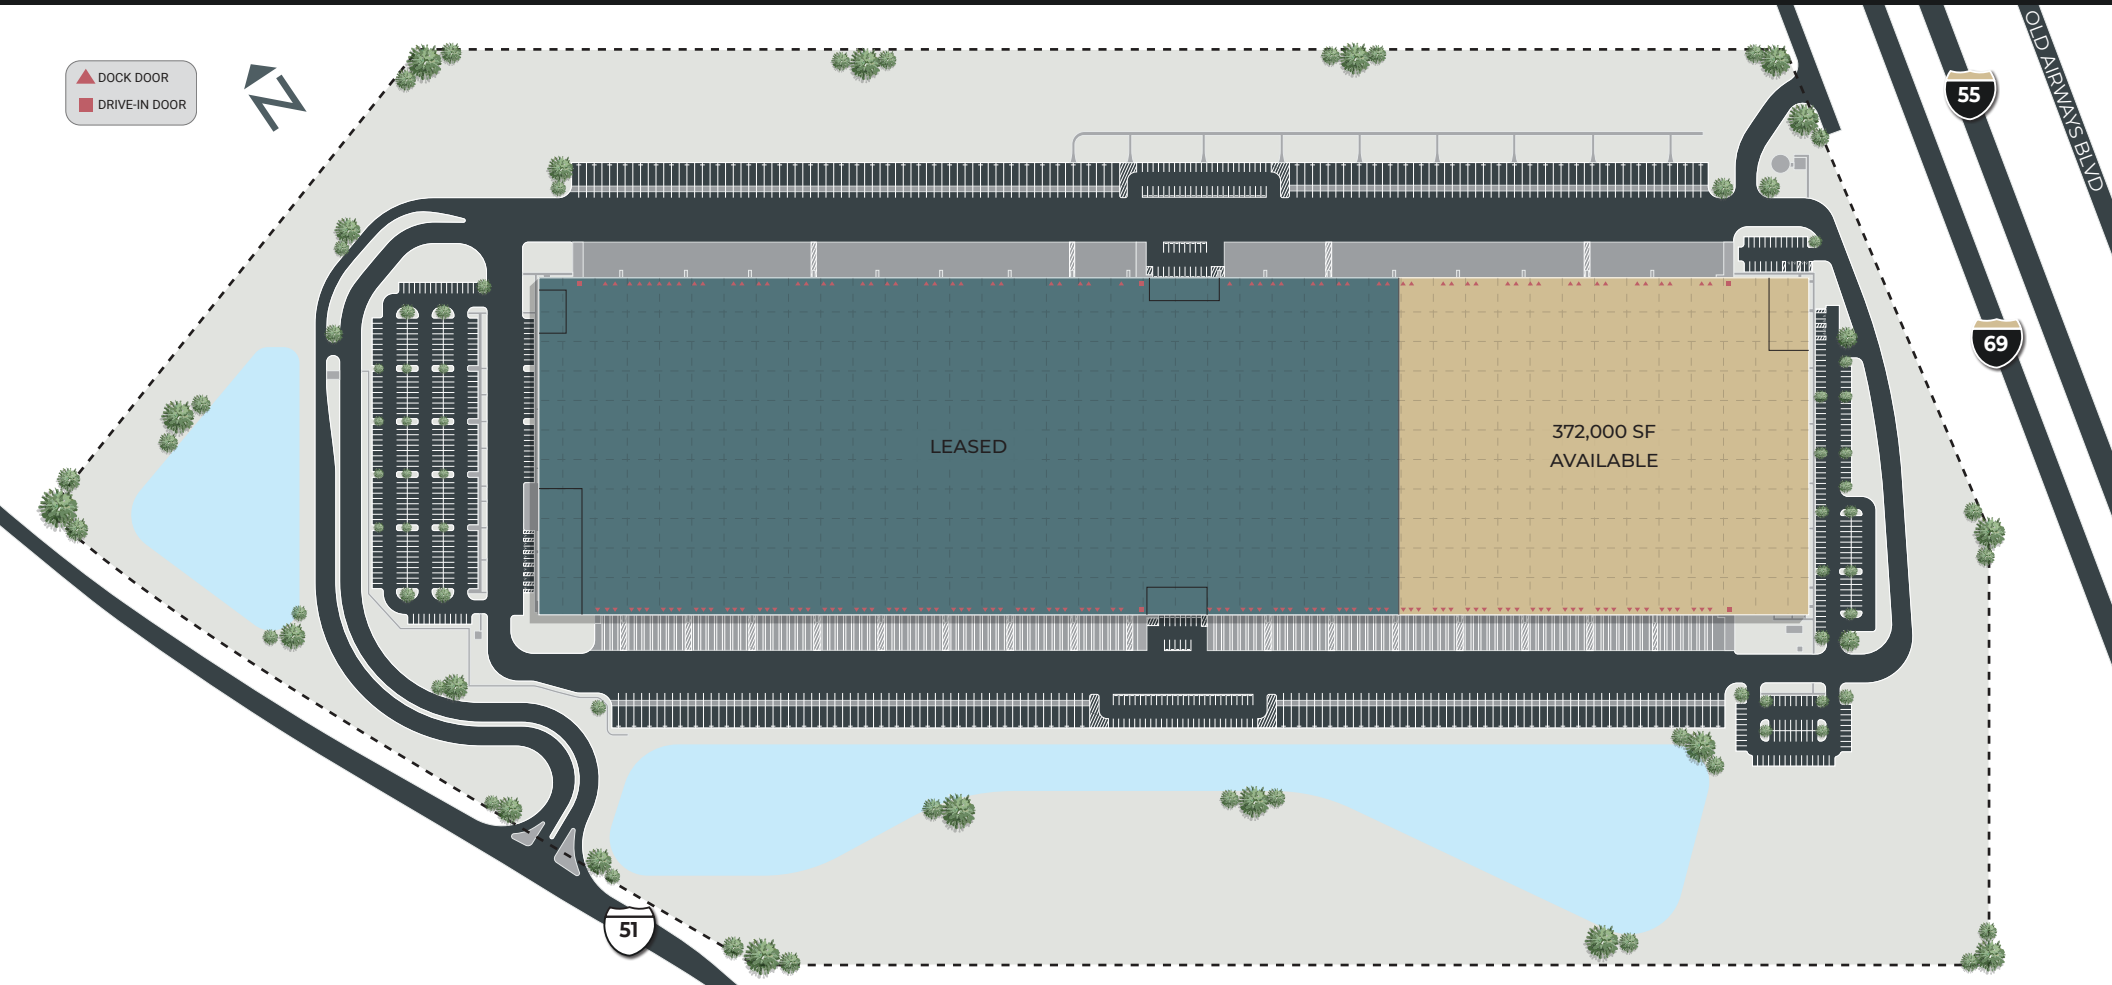 DOCK DOOR
DRIVE-IN DOOR
N
55
OLD AIRWAYS BLVD
69
LEASED
372,000 SF
AVAILABLE
51